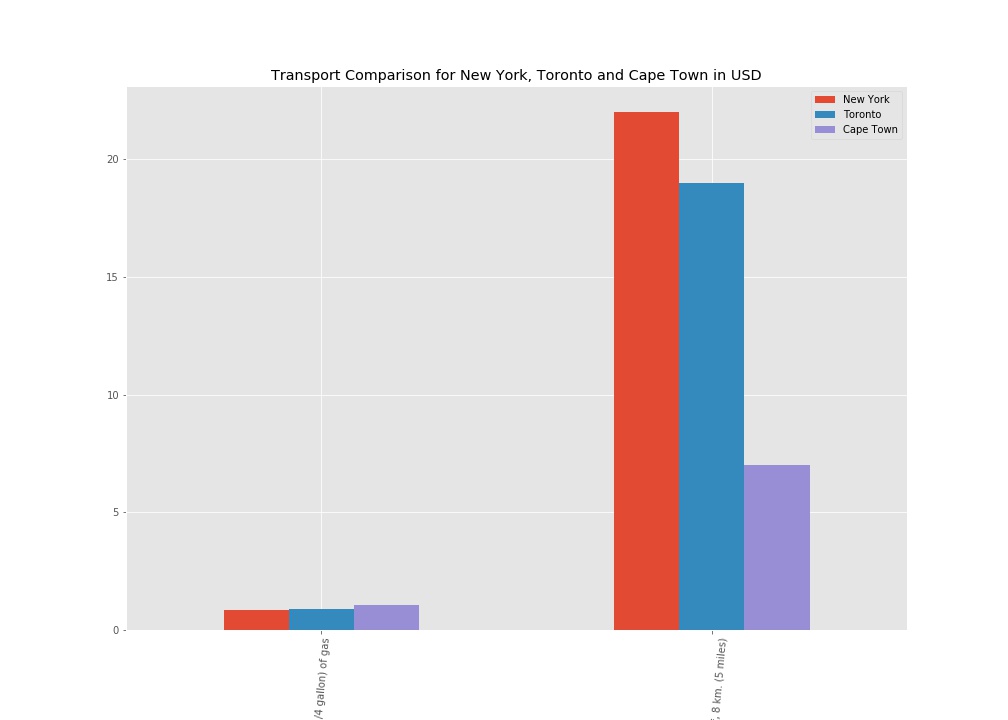 Transport Comparison for New York, Toronto and Cape Town in USD
New York
Toronto
Cape Town
20
15
10
5
0
/4 gallon) of gas
, 8 km. (5 miles)